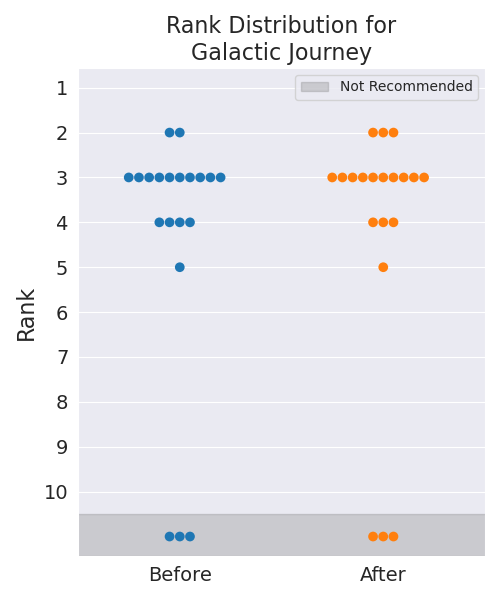 Rank Distribution for
Galactic Journey
Not Recommended
1
2
3
4
5
6
7
8
9
10
Rank
Before
After